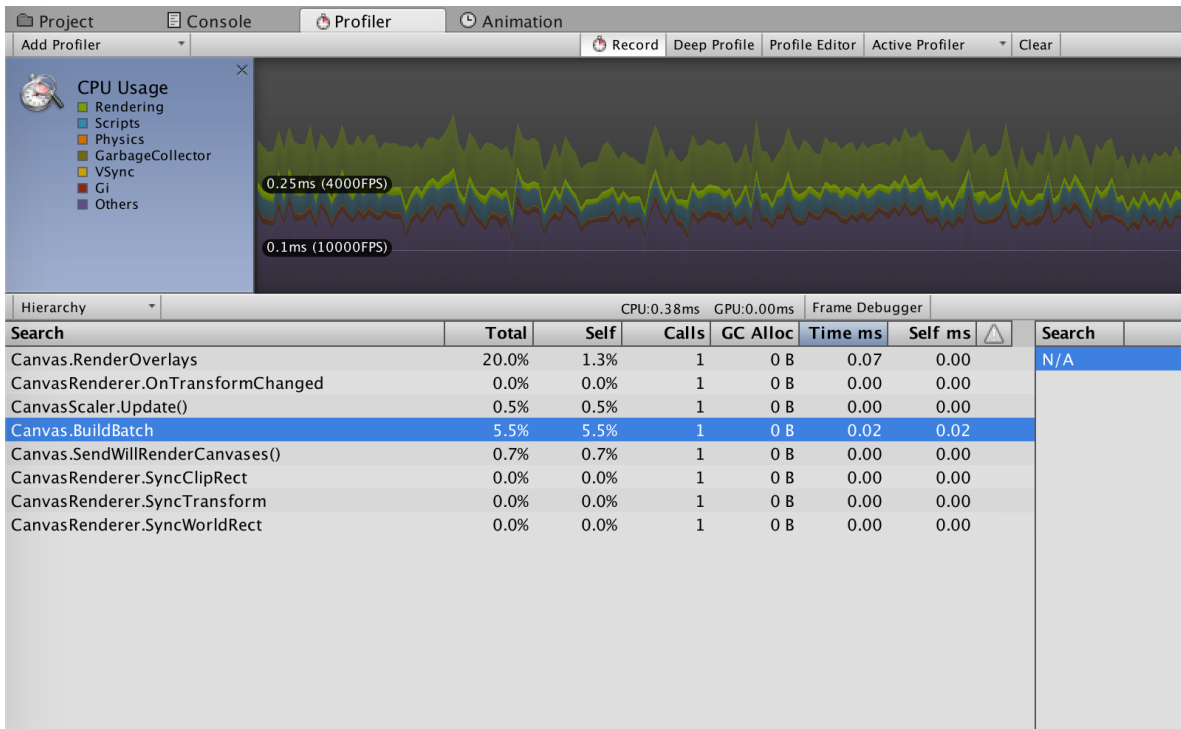 Project Console Profiler Animation
Add Profiler Record Deep Profile Profile Editor Active Profiler Clear
CPU Usage
Rendering
Scripts
Physics
GarbageCollector
VSync
Gi
Others
0.25ms (4000FPS)
0.1ms (10000FPS)
Hierarchy CPU:0.38ms GPU:0.00ms Frame Debugger
Search Total Self Calls GC Alloc Time ms Self ms Search
Canvas.RenderOverlays 20.0% 1.3% 1 0 B 0.07 0.00 N/A
CanvasRenderer.OnTransformChanged 0.0% 0.0% 1 0 B 0.00 0.00
CanvasScaler.Update() 0.5% 0.5% 1 0 B 0.00 0.00
Canvas.BuildBatch 5.5% 5.5% 1 0 B 0.02 0.02
Canvas.SendWillRenderCanvases() 0.7% 0.7% 1 0 B 0.00 0.00
CanvasRenderer.SyncClipRect 0.0% 0.0% 1 0 B 0.00 0.00
CanvasRenderer.SyncTransform 0.0% 0.0% 1 0 B 0.00 0.00
CanvasRenderer.SyncWorldRect 0.0% 0.0% 1 0 B 0.00 0.00